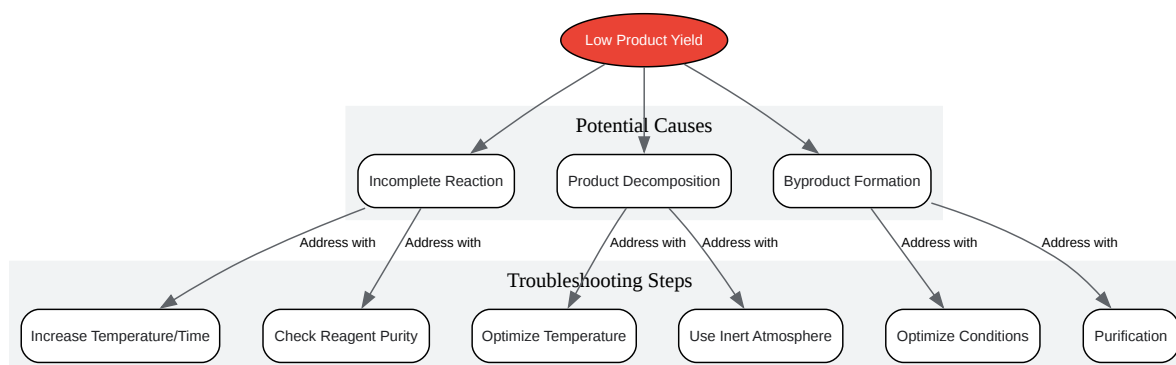 Low Product Yield
Potential Causes
Incomplete Reaction
Product Decomposition
Byproduct Formation
Address with
Address with
Address with
Address with
Address with
Address with
Troubleshooting Steps
Increase Temperature/Time
Check Reagent Purity
Optimize Temperature
Use Inert Atmosphere
Optimize Conditions
Purification